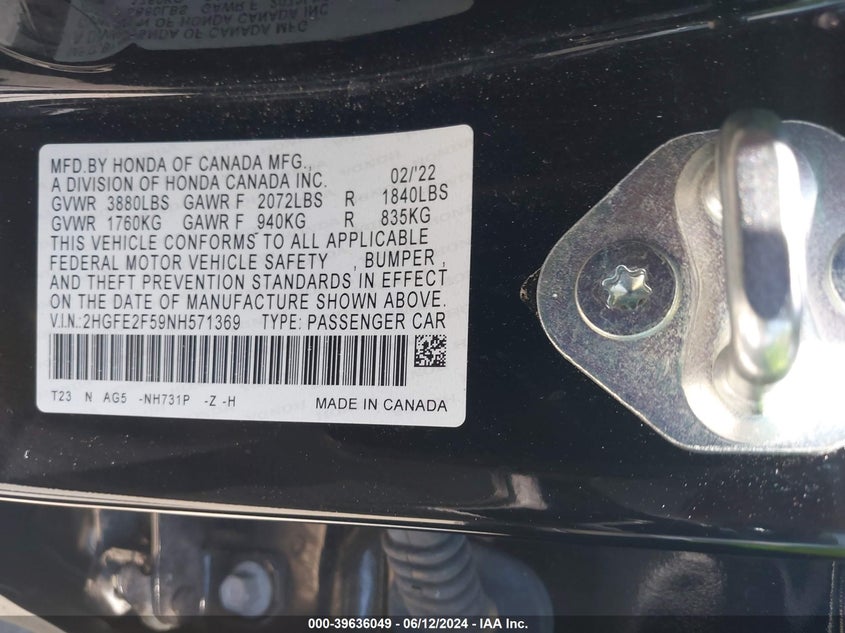 MFD.BY HONDA OF CANADA MFG.,
A DIVISION OF HONDA CANADA INC. 02/'22
GVWR 3880LBS GAWR F 2072LBS R 1840LBS
GVWR 1760KG GAWR F 940KG R 835KG
THIS VEHICLE CONFORMS TO ALL APPLICABLE
FEDERAL MOTOR VEHICLE SAFETY , BUMPER ,
AND THEFT PREVENTION STANDARDS IN EFFECT
ON THE DATE OF MANUFACTURE SHOWN ABOVE.
V.I.N.:2HGFE2F59NH571369 TYPE: PASSENGER CAR
T23 N AG5 -NH731P -Z -H
MADE IN CANADA
000-39636049 - 06/12/2024 - IAA Inc.